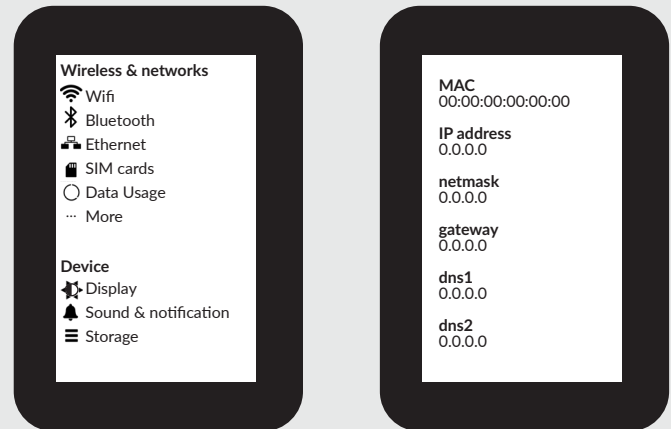 Wireless & networks
Wifi
Bluetooth
Ethernet
SIM cards
Data Usage
... More
Device
Display
Sound & notification
Storage
MAC
00:00:00:00:00:00
IP address
0.0.0.0
netmask
0.0.0.0
gateway
0.0.0.0
dns1
0.0.0.0
dns2
0.0.0.0